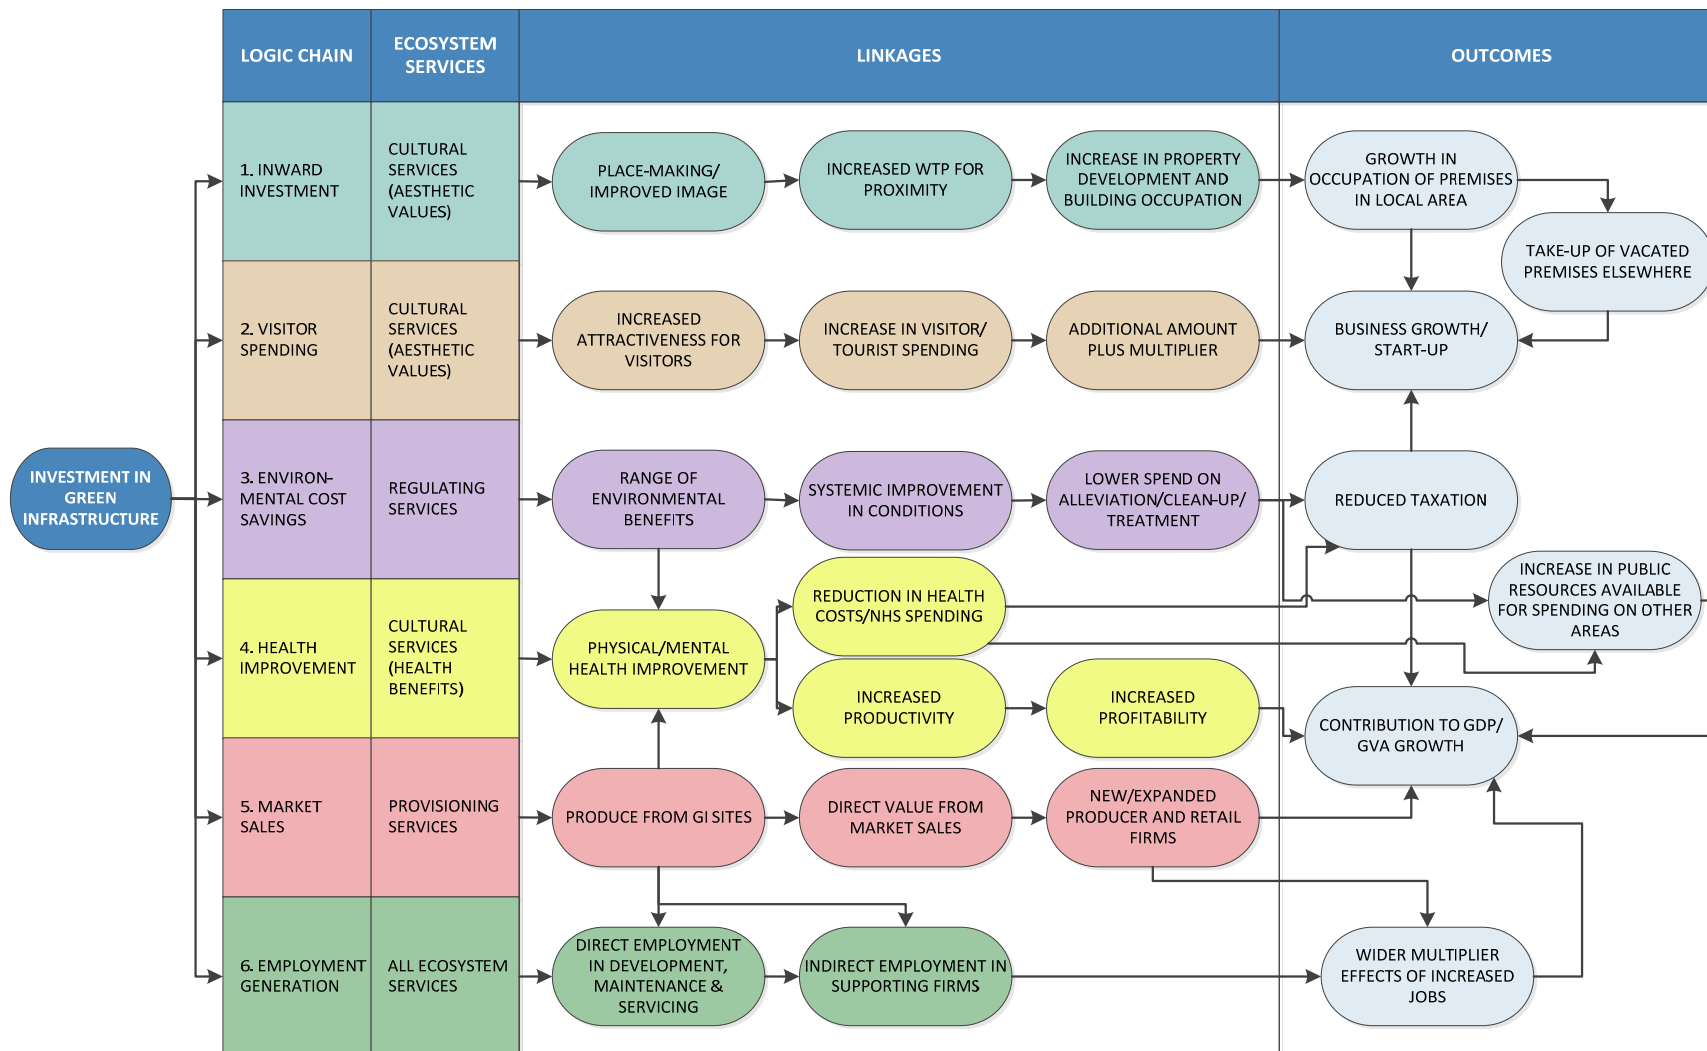 LOGIC CHAIN
ECOSYSTEM
SERVICES
LINKAGES
OUTCOMES
INVESTMENT IN
GREEN
INFRASTRUCTURE
1. INWARD
INVESTMENT
CULTURAL
SERVICES
(AESTHETIC
VALUES)
PLACE-MAKING/
IMPROVED IMAGE
INCREASED WTP FOR
PROXIMITY
INCREASE IN PROPERTY
DEVELOPMENT AND
BUILDING OCCUPATION
GROWTH IN
OCCUPATION OF PREMISES
IN LOCAL AREA
TAKE-UP OF VACATED
PREMISES ELSEWHERE
2. VISITOR
SPENDING
CULTURAL
SERVICES
(AESTHETIC
VALUES)
INCREASED
ATTRACTIVENESS FOR
VISITORS
INCREASE IN VISITOR/
TOURIST SPENDING
ADDITIONAL AMOUNT
PLUS MULTIPLIER
BUSINESS GROWTH/
START-UP
3. ENVIRON-
MENTAL COST
SAVINGS
REGULATING
SERVICES
RANGE OF
ENVIRONMENTAL
BENEFITS
SYSTEMIC IMPROVEMENT
IN CONDITIONS
LOWER SPEND ON
ALLEVIATION/CLEAN-UP/
TREATMENT
REDUCED TAXATION
INCREASE IN PUBLIC
RESOURCES AVAILABLE
FOR SPENDING ON OTHER
AREAS
4. HEALTH
IMPROVEMENT
CULTURAL
SERVICES
(HEALTH
BENEFITS)
PHYSICAL/MENTAL
HEALTH IMPROVEMENT
REDUCTION IN HEALTH
COSTS/NHS SPENDING
INCREASED
PRODUCTIVITY
INCREASED
PROFITABILITY
CONTRIBUTION TO GDP/
GVA GROWTH
5. MARKET
SALES
PROVISIONING
SERVICES
PRODUCE FROM GI SITES
DIRECT VALUE FROM
MARKET SALES
NEW/EXPANDED
PRODUCER AND RETAIL
FIRMS
6. EMPLOYMENT
GENERATION
ALL ECOSYSTEM
SERVICES
DIRECT EMPLOYMENT
IN DEVELOPMENT,
MAINTENANCE &
SERVICING
INDIRECT EMPLOYMENT IN
SUPPORTING FIRMS
WIDER MULTIPLIER
EFFECTS OF INCREASED
JOBS